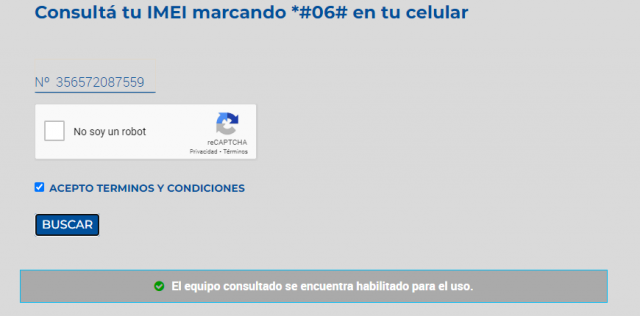 Consultá tu IMEI marcando *#06# en tu celular
Nº 356572087559
No soy un robot
reCAPTCHA
Privacidad • Términos
ACEPTO TERMINOS Y CONDICIONES
BUSCAR
El equipo consultado se encuentra habilitado para el uso.